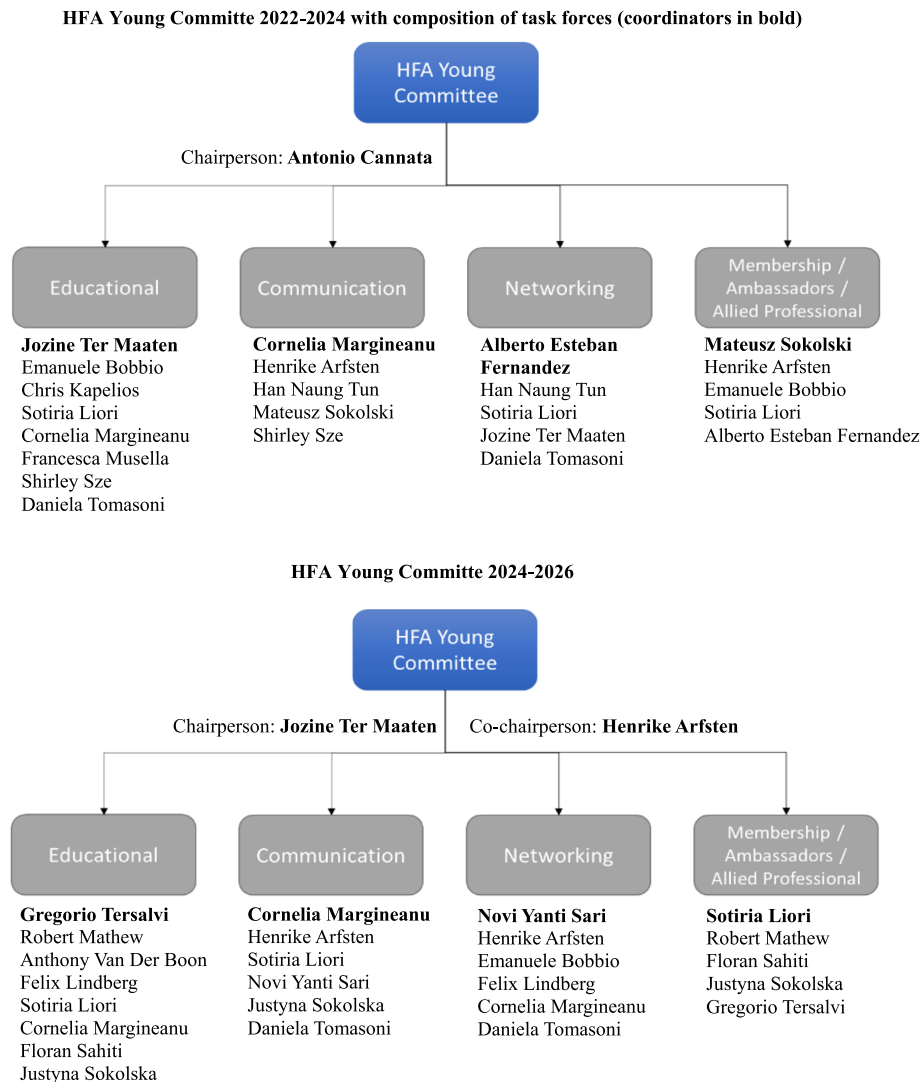 HFA Young Committe 2022-2024 with composition of task forces (coordinators in bold)
HFA Young
Committee
Chairperson: Antonio Cannata
Educational
Jozine Ter Maaten
Emanuele Bobbio
Chris Kapelios
Sotiria Liori
Cornelia Margineanu
Francesca Musella
Shirley Sze
Daniela Tomasoni
Communication
Cornelia Margineanu
Henrike Arfsten
Han Naung Tun
Mateusz Sokolski
Shirley Sze
Networking
Alberto Esteban
Fernandez
Han Naung Tun
Sotiria Liori
Jozine Ter Maaten
Daniela Tomasoni
Membership /
Ambassadors /
Allied Professional
Mateusz Sokolski
Henrike Arfsten
Emanuele Bobbio
Sotiria Liori
Alberto Esteban Fernandez
HFA Young Committe 2024-2026
HFA Young
Committee
Chairperson: Jozine Ter Maaten
Co-chairperson: Henrike Arfsten
Educational
Gregorio Tersalvi
Robert Mathew
Anthony Van Der Boon
Felix Lindberg
Sotiria Liori
Cornelia Margineanu
Floran Sahiti
Justyna Sokolska
Communication
Cornelia Margineanu
Henrike Arfsten
Sotiria Liori
Novi Yanti Sari
Justyna Sokolska
Daniela Tomasoni
Networking
Novi Yanti Sari
Henrike Arfsten
Emanuele Bobbio
Felix Lindberg
Cornelia Margineanu
Daniela Tomasoni
Membership /
Ambassadors /
Allied Professional
Sotiria Liori
Robert Mathew
Floran Sahiti
Justyna Sokolska
Gregorio Tersalvi